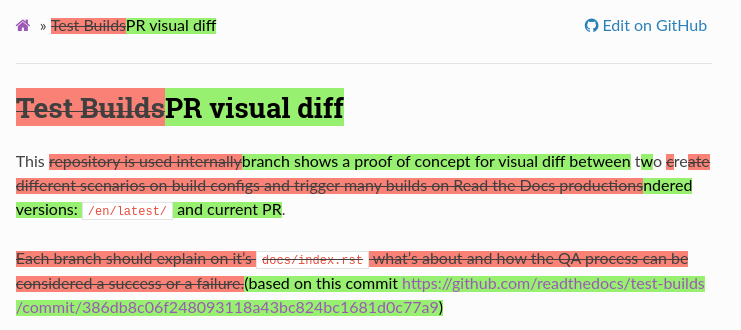 » Test BuildsPR visual diff
Edit on GitHub
Test BuildsPR visual diff
This repository is used internallybranch shows a proof of concept for visual diff between two create
different scenarios on build configs and trigger many builds on Read the Docs productionsndered
versions: /en/latest/ and current PR.
Each branch should explain on it's docs/index.rst what's about and how the QA process can be
considered a success or a failure.(based on this commit https://github.com/readthedocs/test-builds
/commit/386db8c06f248093118a43bc824bc1681d0c77a9)